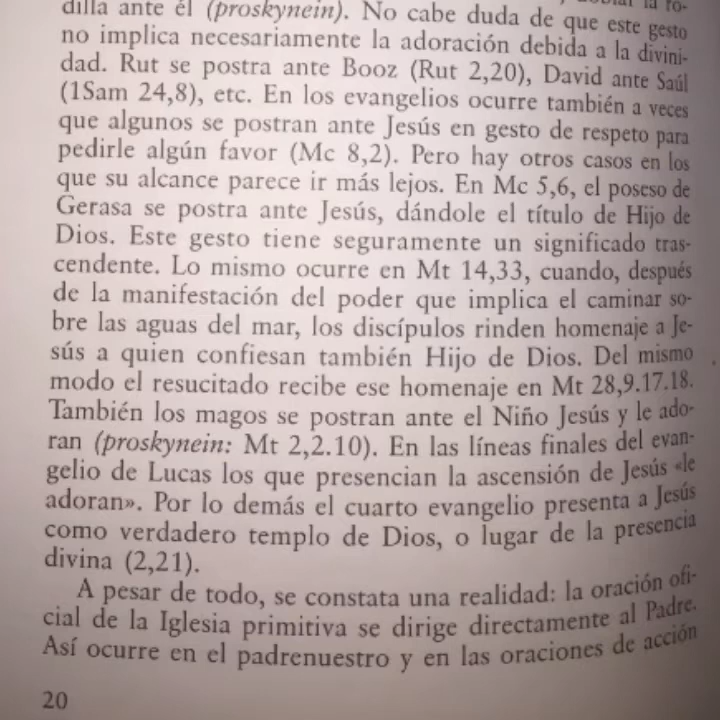 dilla ante él (proskynein). No cabe duda de que este gesto
no implica necesariamente la adoración debida a la divini-
dad. Rut se postra ante Booz (Rut 2,20), David ante Saúl
(1Sam 24,8), etc. En los evangelios ocurre también a veces
que algunos se postran ante Jesús en gesto de respeto para
pedirle algún favor (Mc 8,2). Pero hay otros casos en los
que su alcance parece ir más lejos. En Mc 5,6, el poseso de
Gerasa se postra ante Jesús, dándole el título de Hijo de
Dios. Este gesto tiene seguramente un significado tras-
cendente. Lo mismo ocurre en Mt 14,33, cuando, después
de la manifestación del poder que implica el caminar so-
bre las aguas del mar, los discípulos rinden homenaje a Je-
sús a quien confiesan también Hijo de Dios. Del mismo
modo el resucitado recibe ese homenaje en Mt 28,9.17.18.
También los magos se postran ante el Niño Jesús y le ado-
ran (proskynein: Mt 2,2.10). En las líneas finales del evan-
gelio de Lucas los que presencian la ascensión de Jesús «le
adoran». Por lo demás el cuarto evangelio presenta a Jesús
como verdadero templo de Dios, o lugar de la presencia
divina (2,21).
A pesar de todo, se constata una realidad: la oración ofi-
cial de la Iglesia primitiva se dirige directamente al Padre.
Así ocurre en el padrenuestro y en las oraciones de acción
20